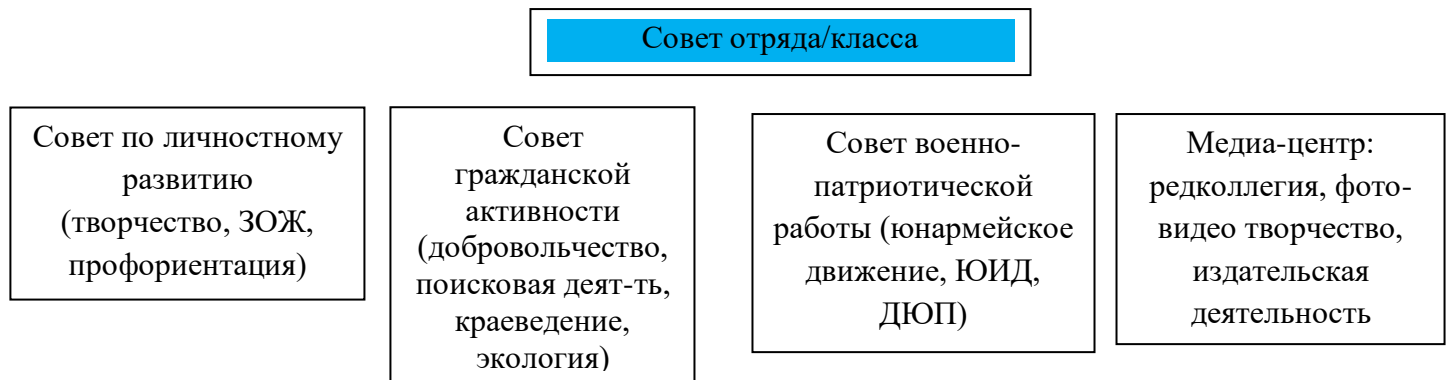 Совет отряда/класса
Совет по личностному
развитию
(творчество, ЗОЖ,
профориентация)
Совет
гражданской
активности
(добровольчество,
поисковая деят-ть,
краеведение,
экология)
Совет военно-
патриотической
работы (юнармейское
движение, ЮИД,
ДЮП)
Медиа-центр:
редколлегия, фото-
видео творчество,
издательская
деятельность